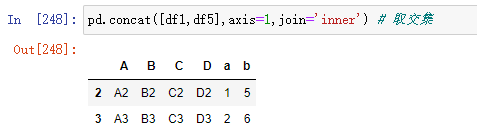 In [248]: pd.concat([df1,df5],axis=1,join='inner') # 取交集
Out[248]:
A B C D a b
2 A2 B2 C2 D2 1 5
3 A3 B3 C3 D3 2 6